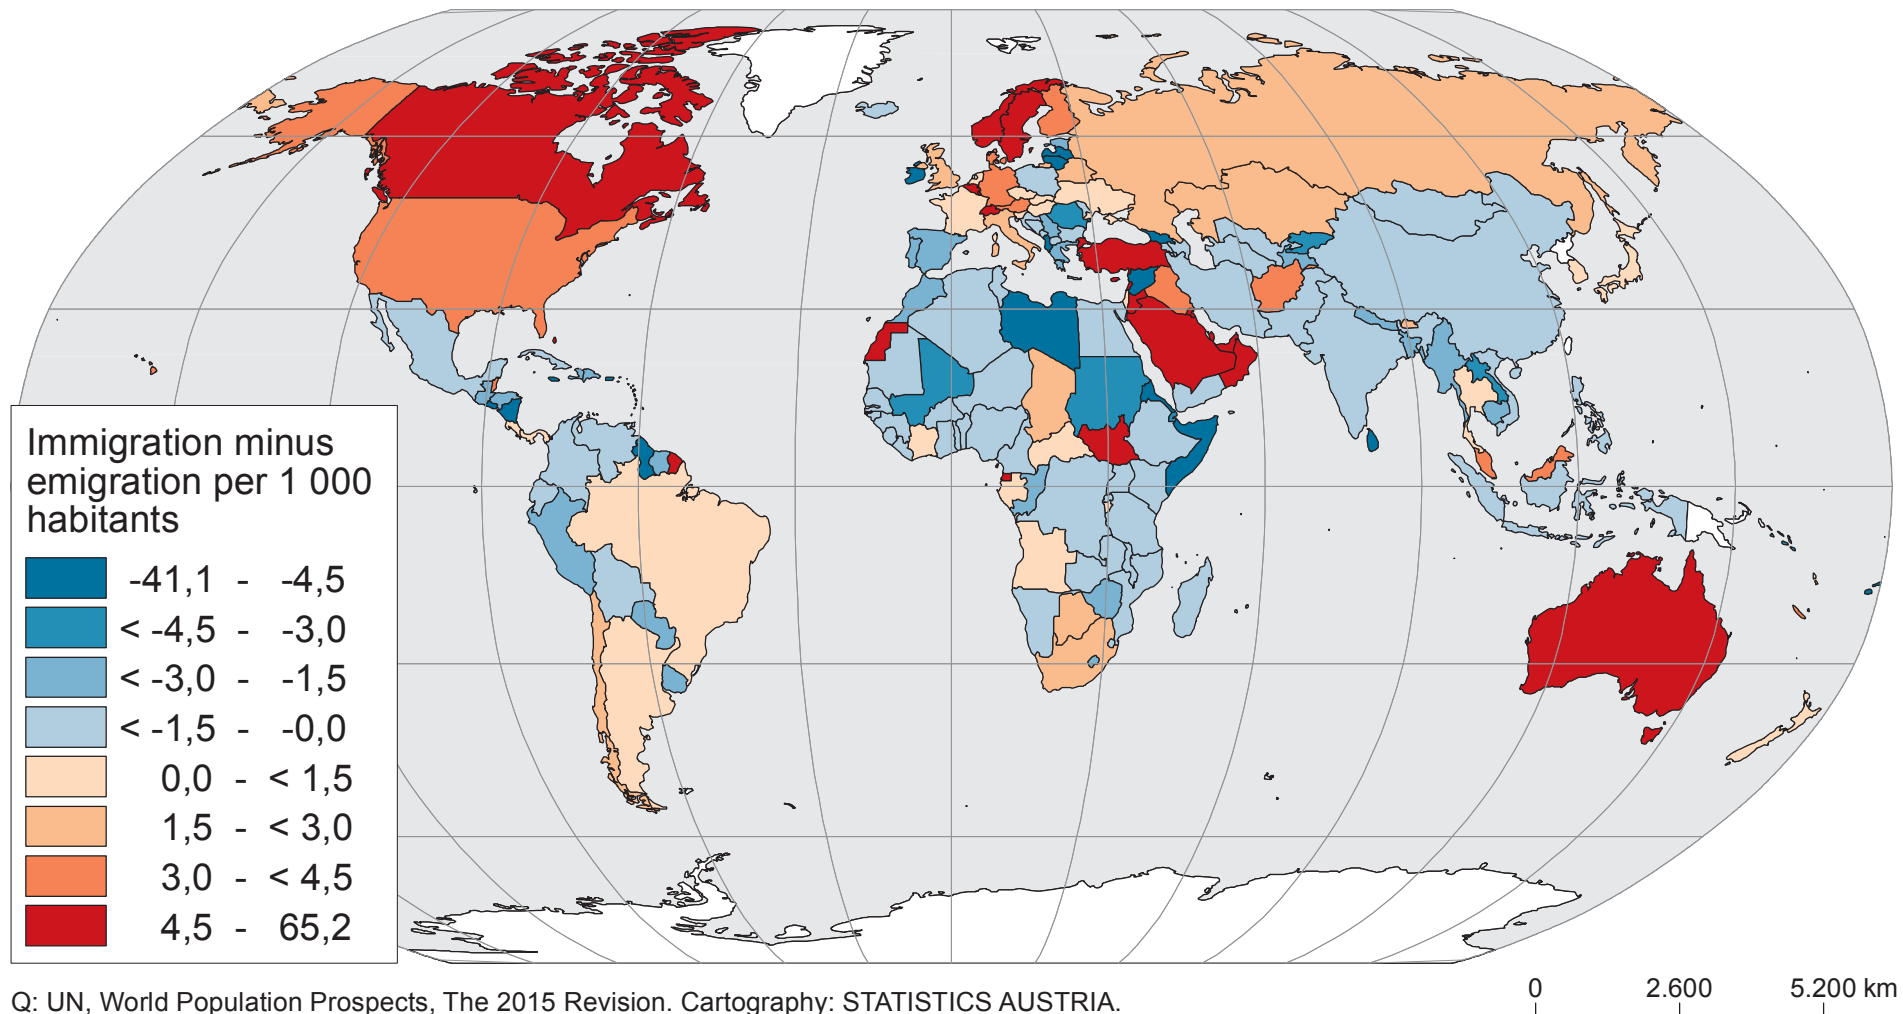 Immigration minus
emigration per 1 000
habitants
-41,1 - -4,5
< -4,5 - -3,0
< -3,0 - -1,5
< -1,5 - -0,0
0,0 - < 1,5
1,5 - < 3,0
3,0 - < 4,5
4,5 - 65,2
Q: UN, World Population Prospects, The 2015 Revision. Cartography: STATISTICS AUSTRIA.
0 2.600 5.200 km